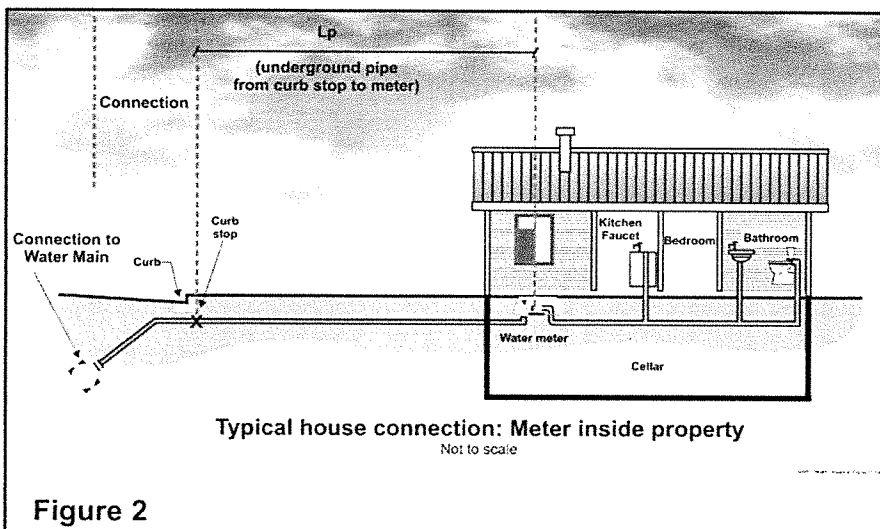 Lp
(underground pipe
from curb stop to meter)
Connection
Curb
stop
Connection to
Water Main
Curb
Kitchen
Faucet
Bedroom
Bathroom
Water meter
Cellar
Typical house connection: Meter inside property
Not to scale
Figure 2